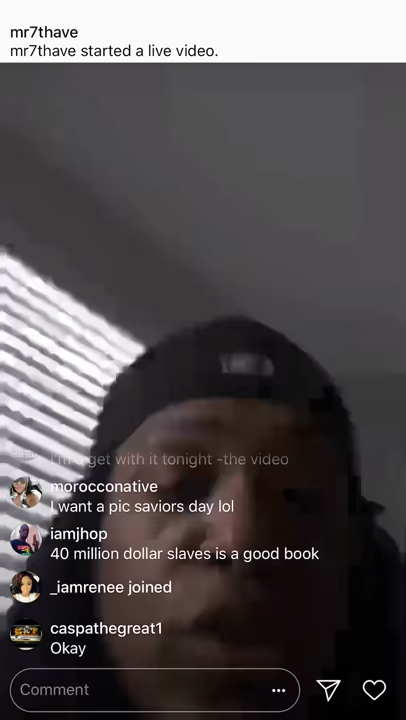 mr7thave
mr7thave started a live video.
I'm a get with it tonight -the video
morocconative
I want a pic saviors day lol
iamjhop
40 million dollar slaves is a good book
_iamrenee joined
caspathegreat1
Okay
Comment